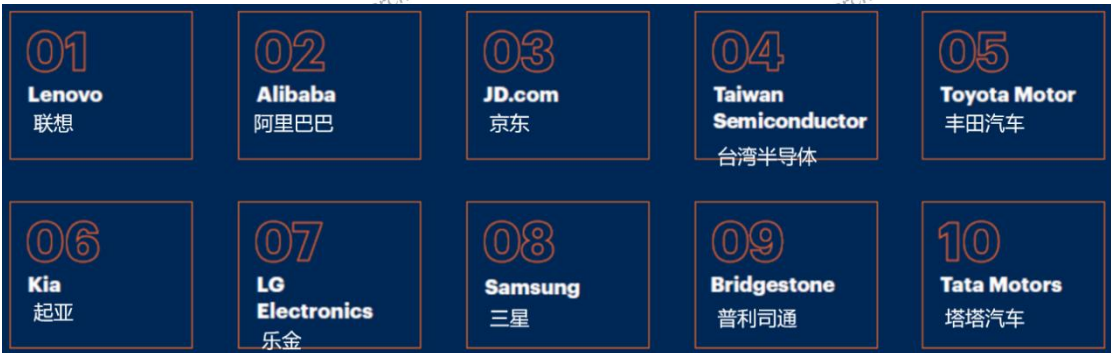 01
Lenovo
联想
02
Alibaba
阿里巴巴
03
JD.com
京东
04
Taiwan
Semiconductor
台湾半导体
05
Toyota Motor
丰田汽车
06
Kia
起亚
07
LG
Electronics
乐金
08
Samsung
三星
09
Bridgestone
普利司通
10
Tata Motors
塔塔汽车